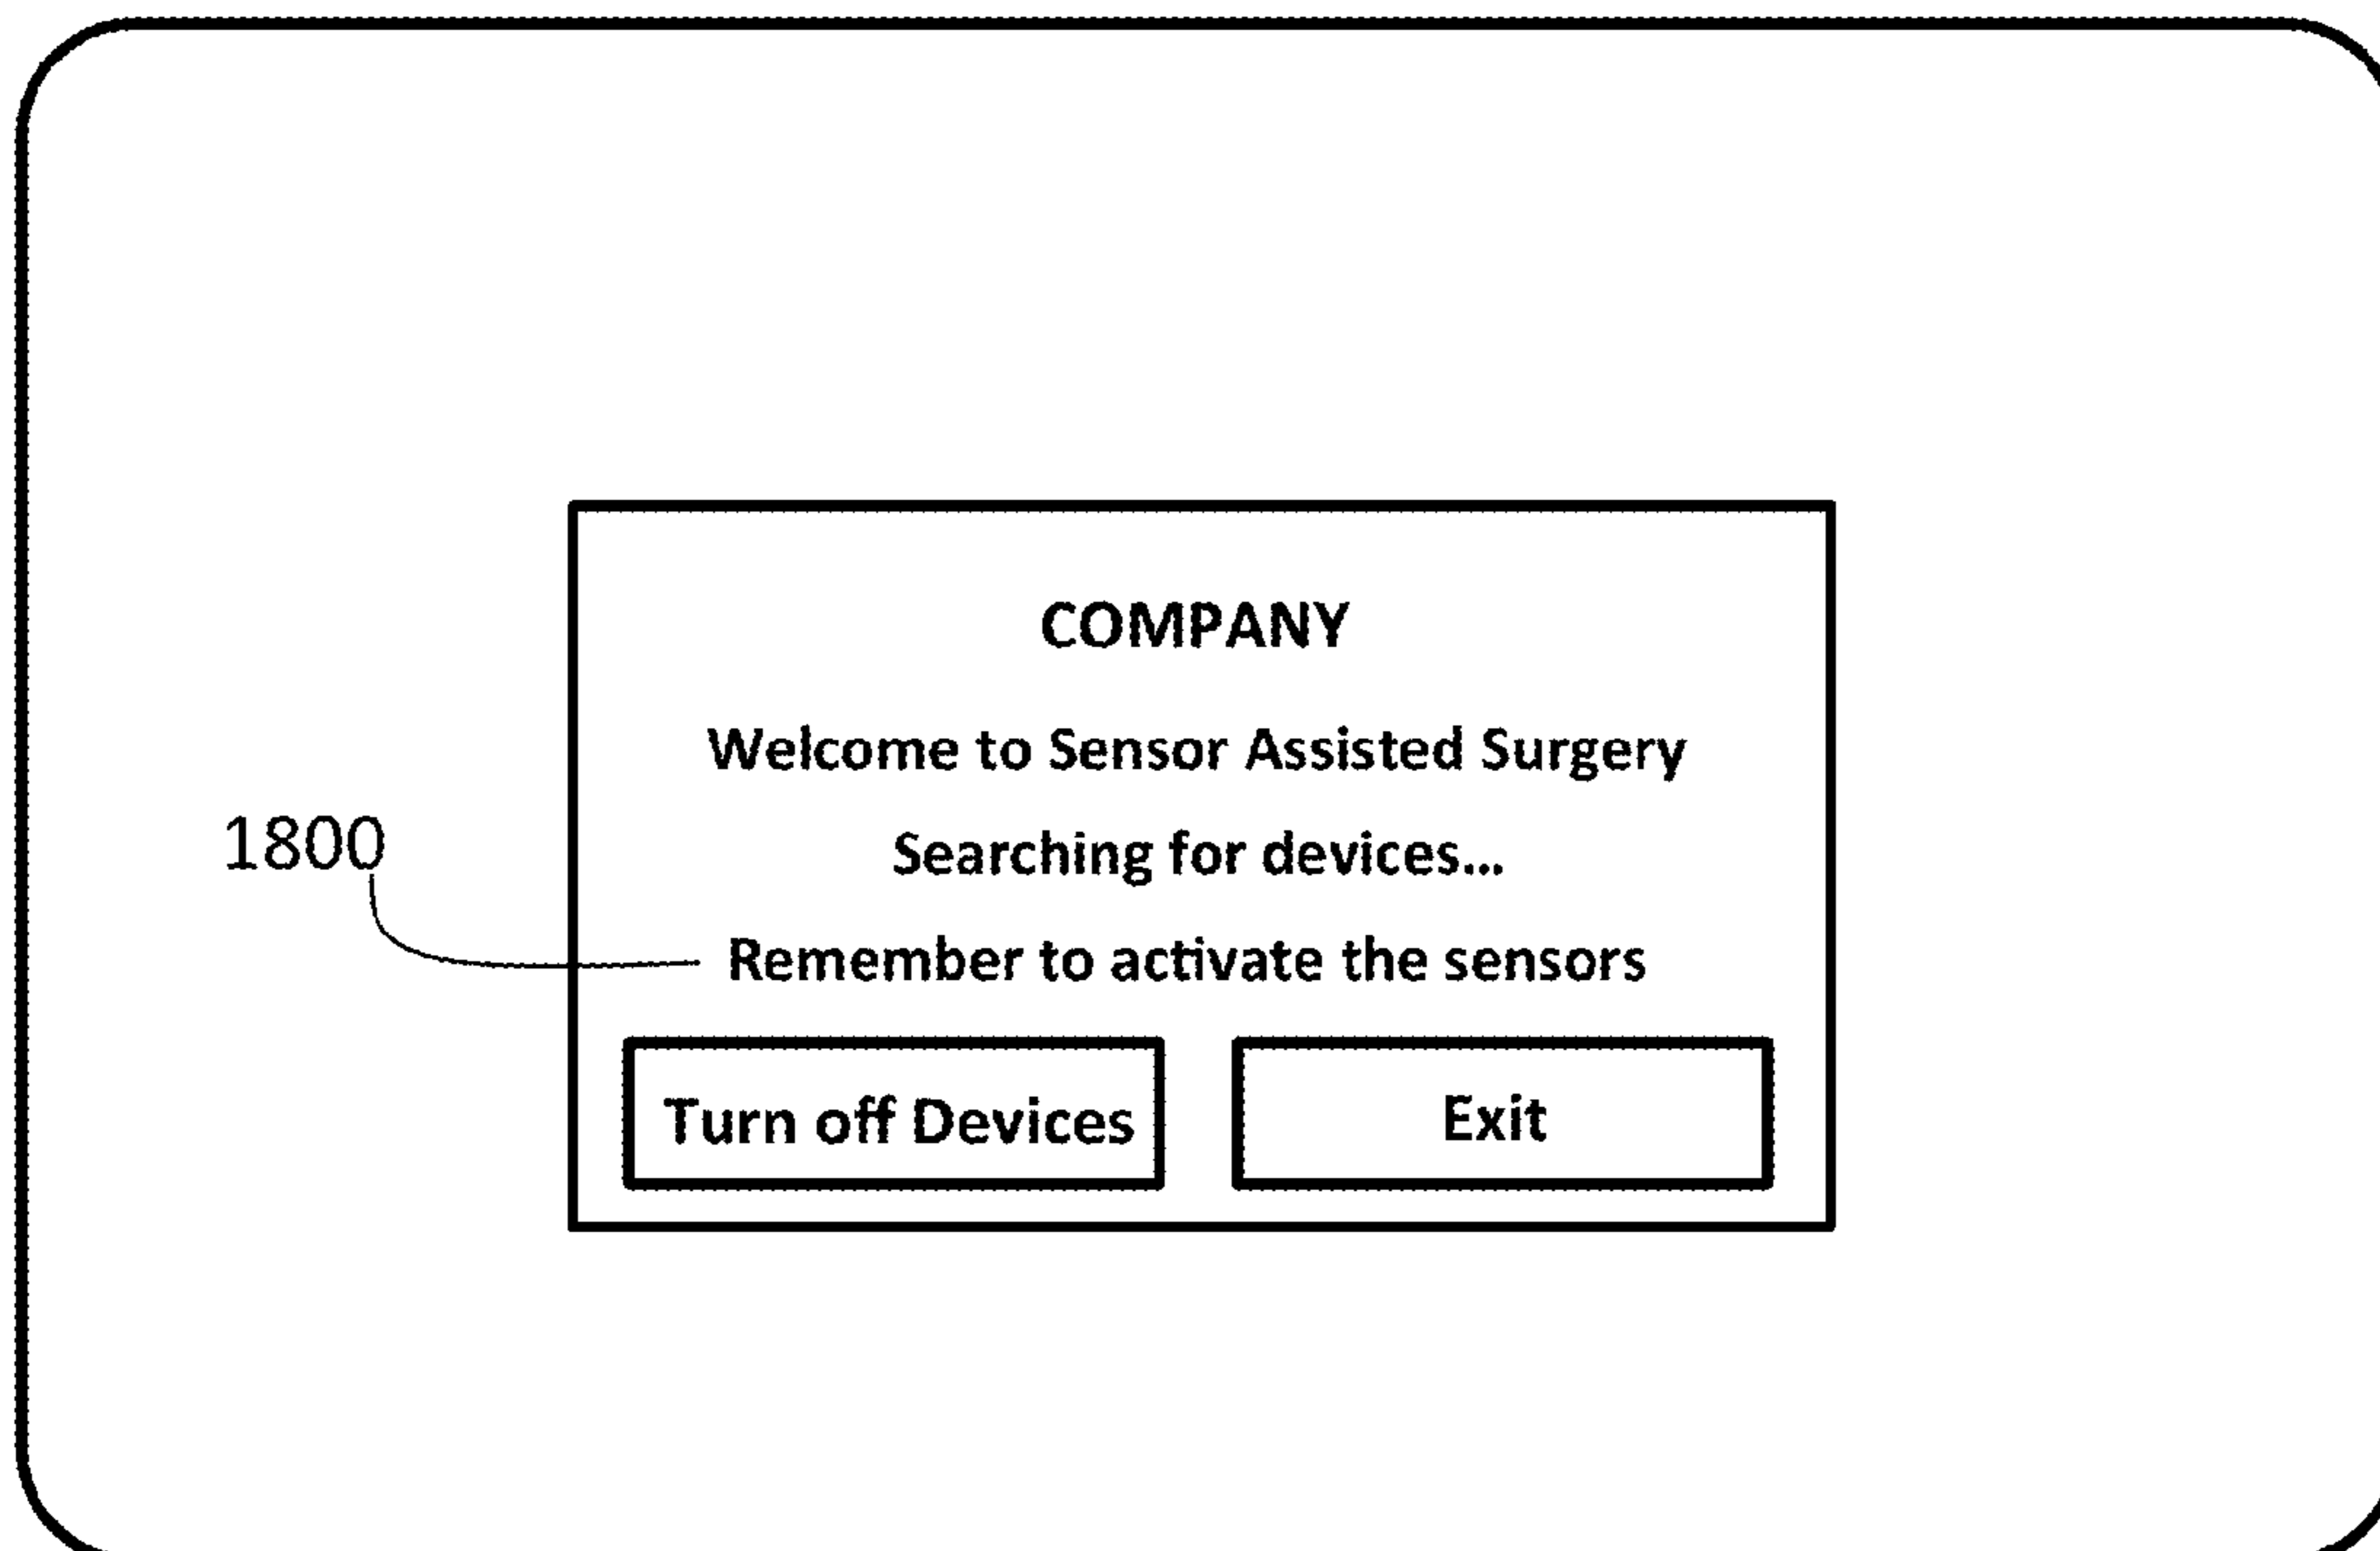 COMPANY
Welcome to Sensor Assisted Surgery
Searching for devices...
1800
Remember to activate the sensors
Turn off Devices
Exit